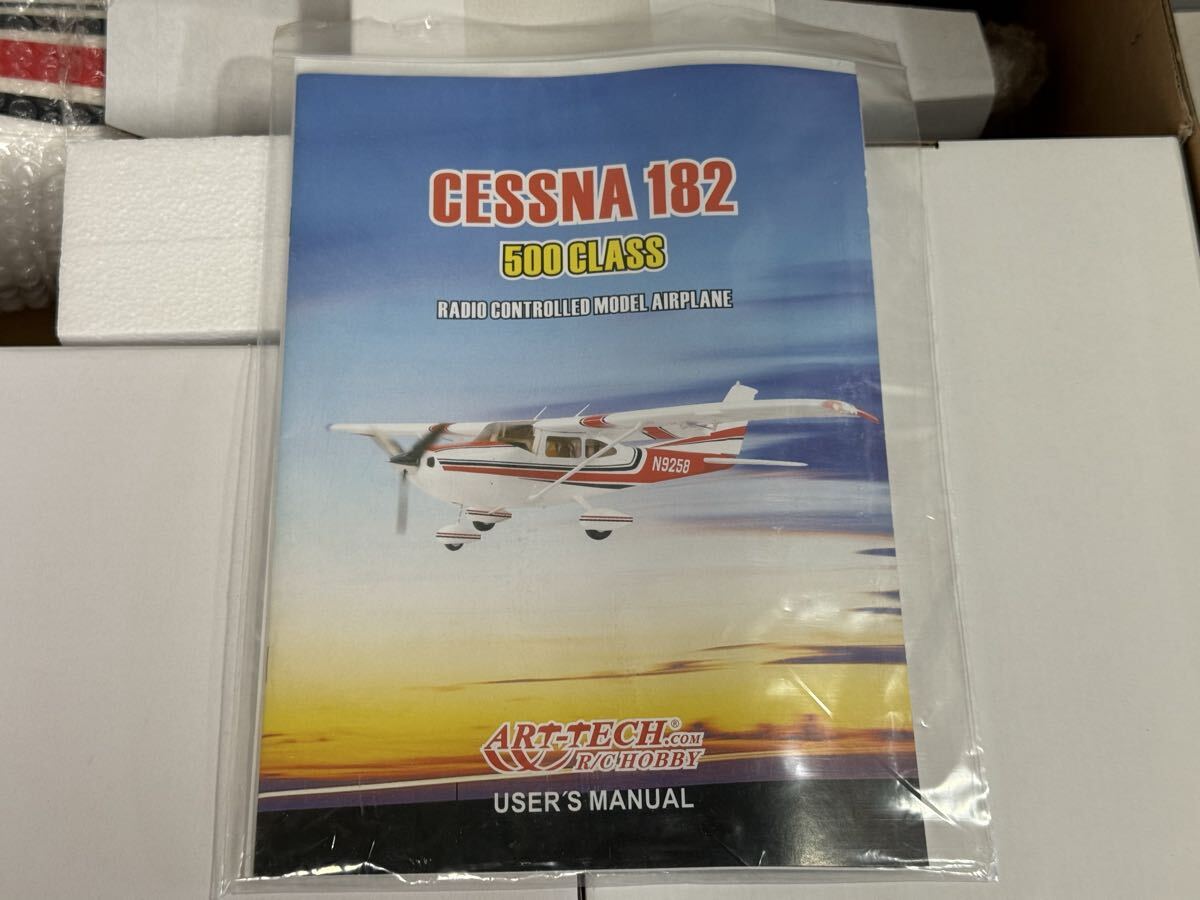 CESSNA 182
500 CLASS
RADIO CONTROLLED MODEL AIRPLANE
N9258
ART-TECH®.COM
R/C HOBBY
USER´S MANUAL